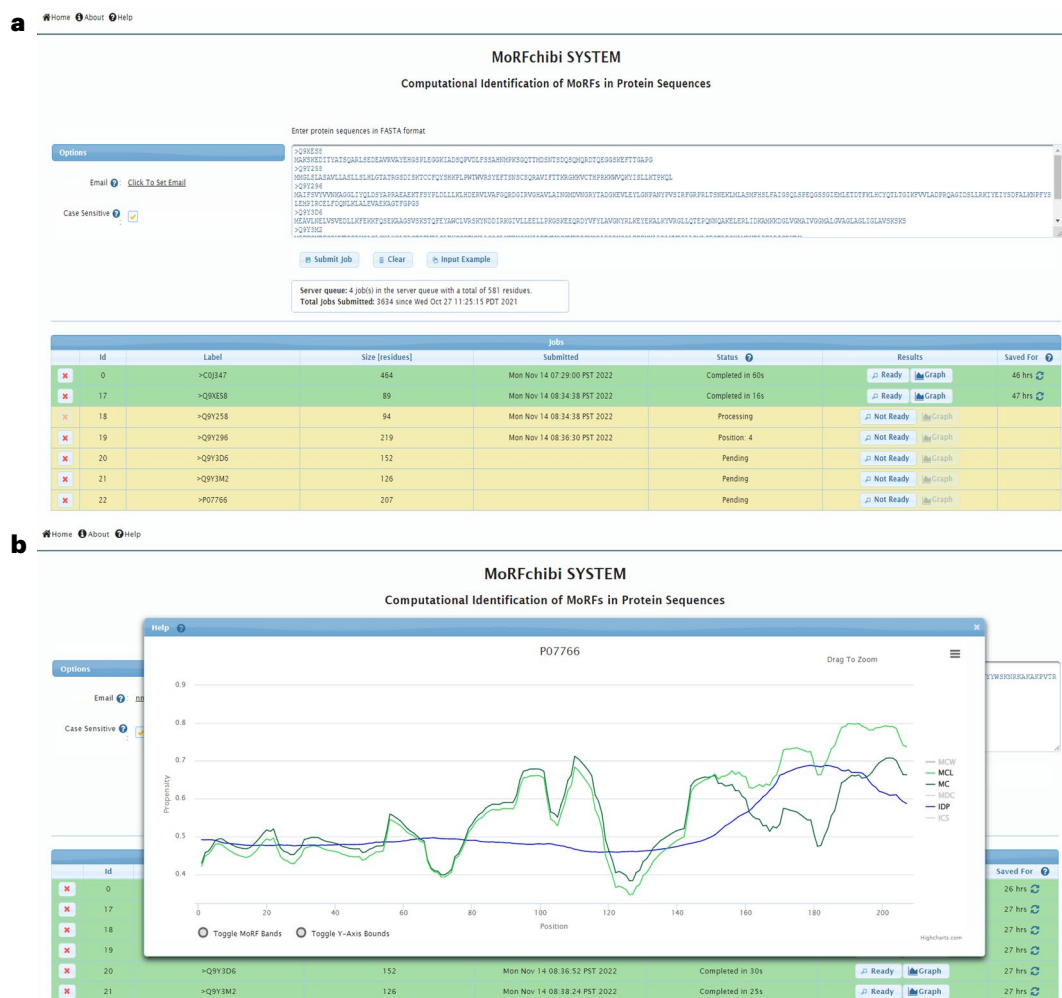 a
Home About Help
MoRFchibi SYSTEM
Computational Identification of MoRFs in Protein Sequences
Enter protein sequences in FASTA format
Options
Email ? : Click To Set Email
Case Sensitive ?
:
>Q9XES8
>Q9Y258
>Q9Y296
>Q9Y3D6
>Q9Y3M2
Submit Job Clear Input Example
Server queue: 4 job(s) in the server queue with a total of 581 residues.
Total Jobs Submitted: 3634 since Wed Oct 27 11:25:15 PDT 2021
Jobs
Id Label Size [residues] Submitted Status ? Results Saved For ?
0 >C0J347 464 Mon Nov 14 07:29:00 PST 2022 Completed in 60s Ready Graph 46 hrs
17 >Q9XES8 89 Mon Nov 14 08:34:38 PST 2022 Completed in 16s Ready Graph 47 hrs
18 >Q9Y258 94 Mon Nov 14 08:34:38 PST 2022 Processing Not Ready Graph
19 >Q9Y296 219 Mon Nov 14 08:36:30 PST 2022 Position: 4 Not Ready Graph
20 >Q9Y3D6 152 Pending Not Ready Graph
21 >Q9Y3M2 126 Pending Not Ready Graph
22 >P07766 207 Pending Not Ready Graph
b
Home About Help
MoRFchibi SYSTEM
Computational Identification of MoRFs in Protein Sequences
Help ?
P07766
Drag To Zoom
Options
Email ? :
Case Sensitive ?
:
YYWSKNRKAKAKPVTR
Propensity
0.9
0.8
0.7
0.6
0.5
0.4
MCW
MCL
MC
MDC
IDP
ICS
0 20 40 60 80 100 120 140 160 180 200
Position
Toggle MoRF Bands Toggle Y-Axis Bounds
Highcharts.com
Id Saved For ?
0 26 hrs
17 27 hrs
18 27 hrs
19 27 hrs
20 >Q9Y3D6 152 Mon Nov 14 08:36:52 PST 2022 Completed in 30s Ready Graph 27 hrs
21 >Q9Y3M2 126 Mon Nov 14 08:38:24 PST 2022 Completed in 25s Ready Graph 27 hrs